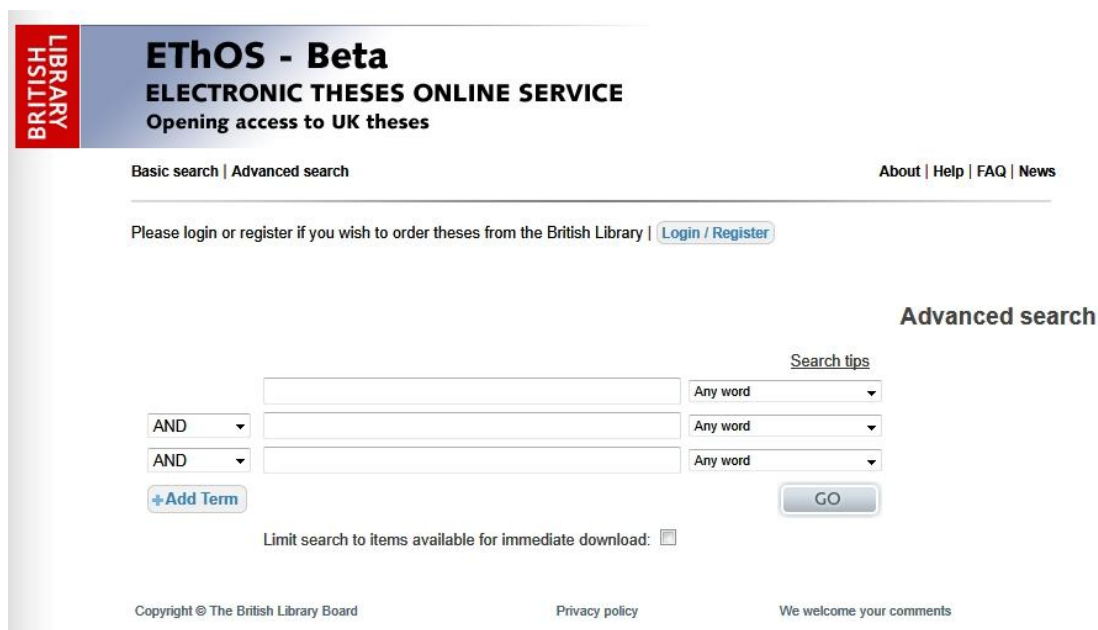 BRITISH
LIBRARY
EThOS - Beta
ELECTRONIC THESES ONLINE SERVICE
Opening access to UK theses
Basic search | Advanced search
About | Help | FAQ | News
Please login or register if you wish to order theses from the British Library | Login / Register
Advanced search
Search tips
Any word
AND Any word
AND Any word
+Add Term GO
Limit search to items available for immediate download:
Copyright © The British Library Board Privacy policy We welcome your comments